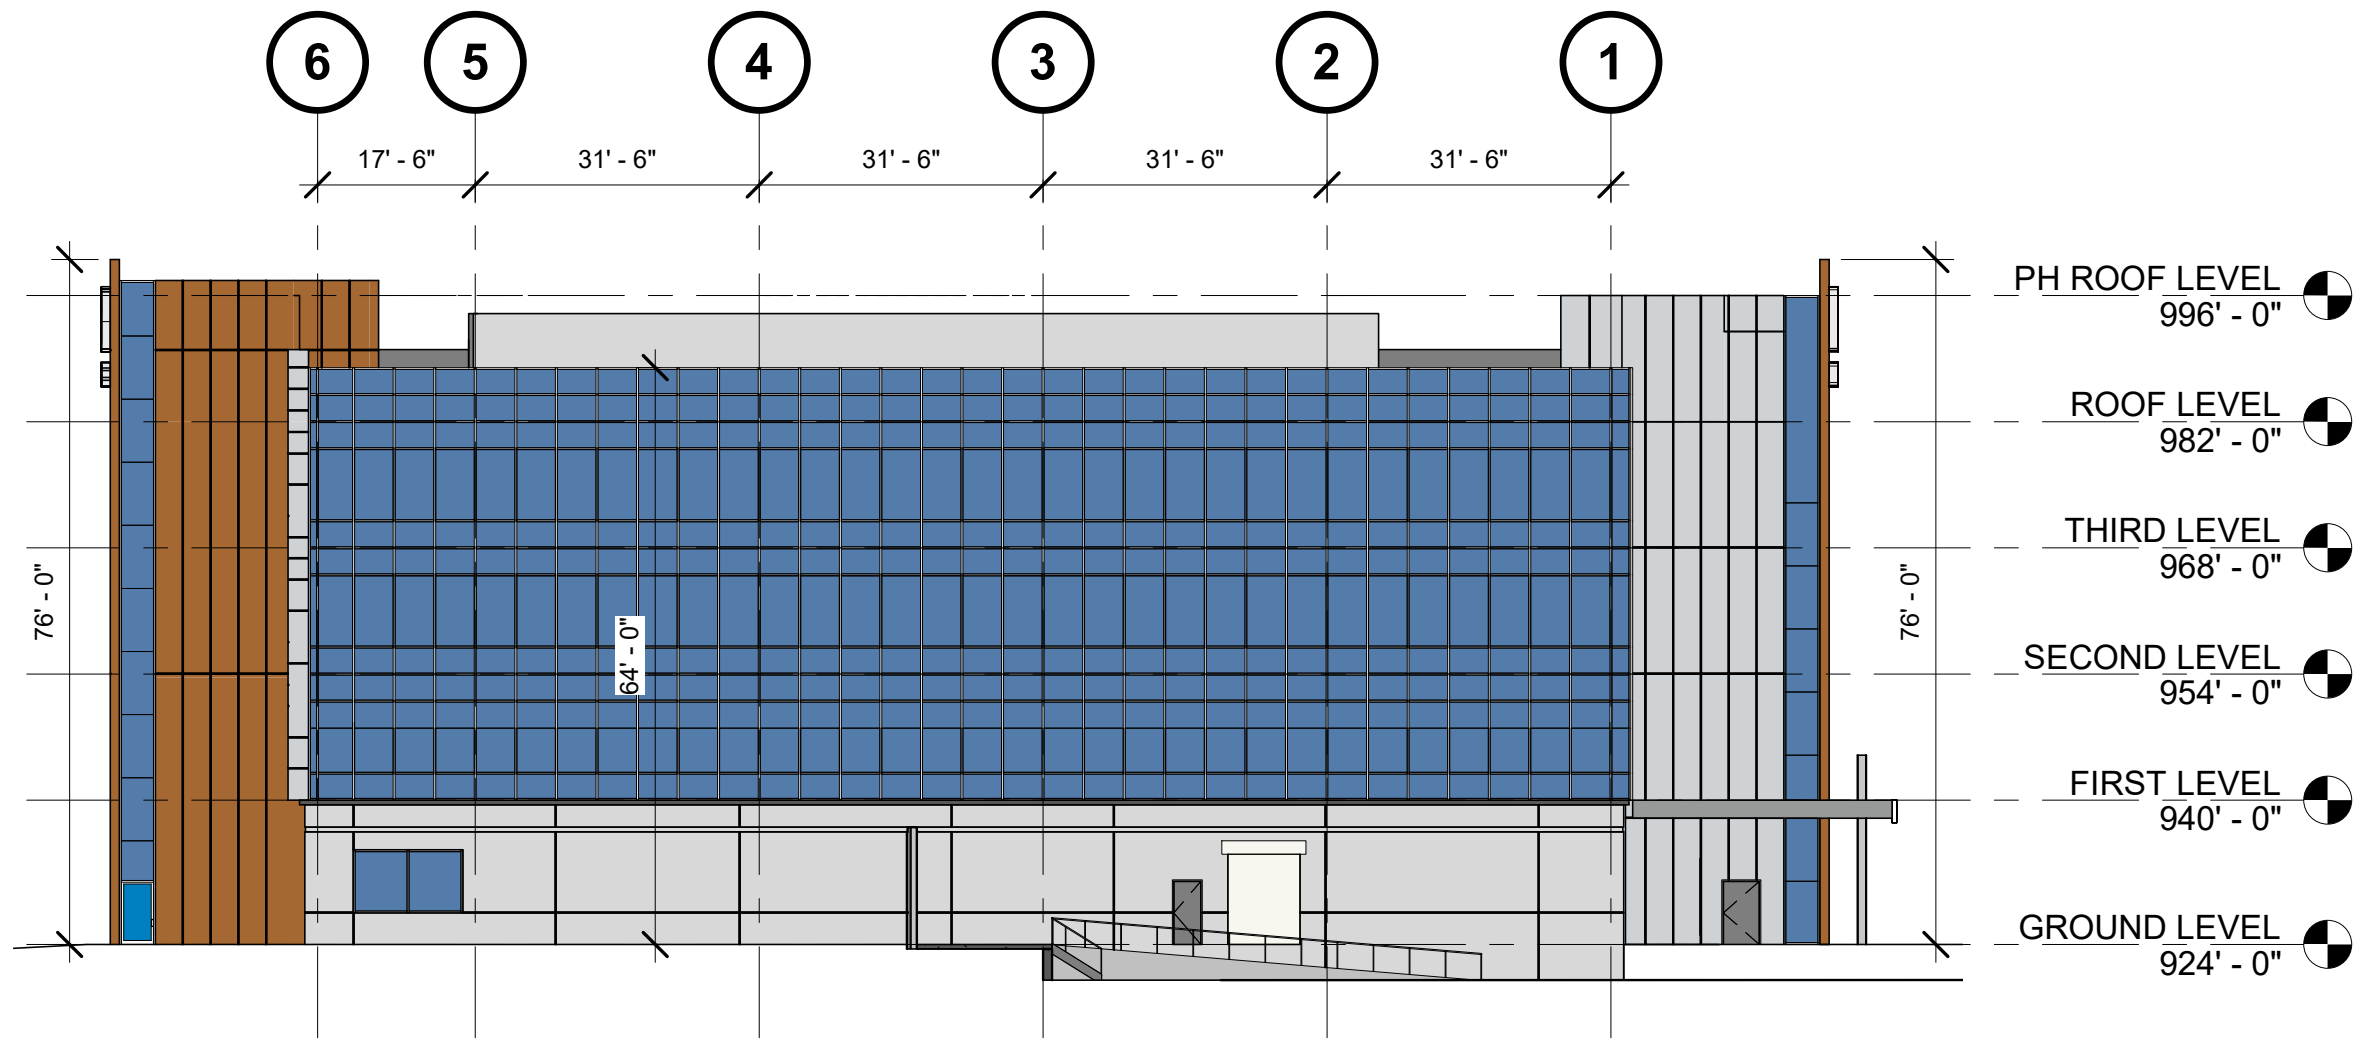 6 5 4 3 2 1
17' - 6" 31' - 6" 31' - 6" 31' - 6" 31' - 6"
PH ROOF LEVEL
996' - 0"
ROOF LEVEL
982' - 0"
THIRD LEVEL
968' - 0"
76' - 0"
64' - 0"
76' - 0"
SECOND LEVEL
954' - 0"
FIRST LEVEL
940' - 0"
GROUND LEVEL
924' - 0"